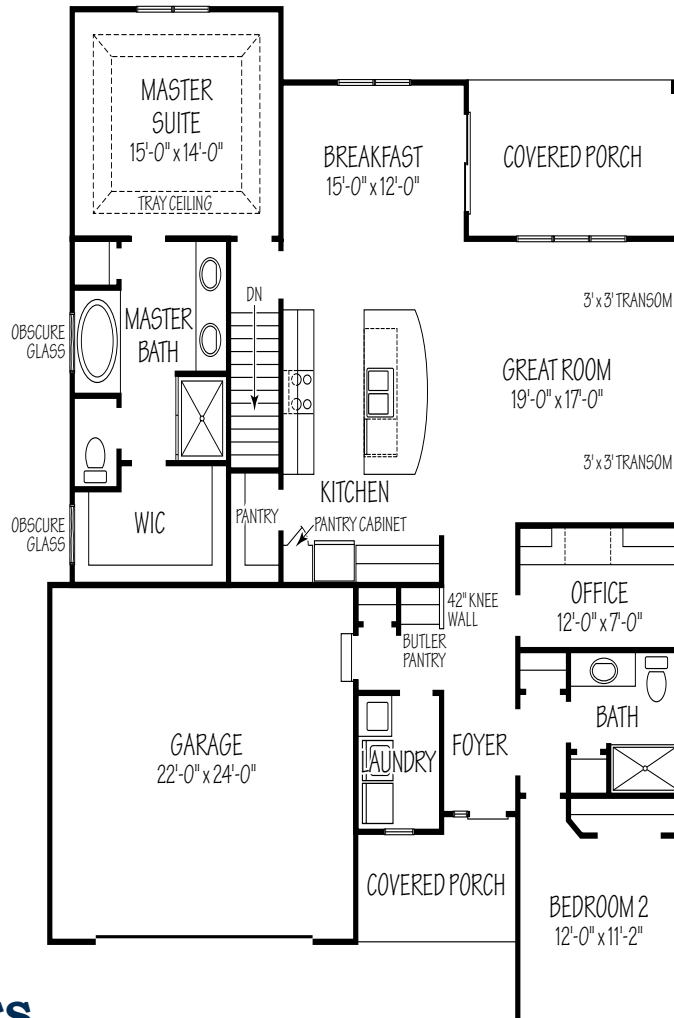 MASTER
SUITE
15'-0" x 14'-0"
TRAY CEILING
BREAKFAST
15'-0" x 12'-0"
COVERED PORCH
DN
3' x 3' TRANSOM
OBSCURE
GLASS
MASTER
BATH
GREAT ROOM
19'-0" x 17'-0"
3' x 3' TRANSOM
KITCHEN
PANTRY
PANTRY CABINET
OBSCURE
GLASS
WIC
OFFICE
12'-0" x 7'-0"
42" KNEE
WALL
BUTLER
PANTRY
BATH
GARAGE
22'-0" x 24'-0"
LAUNDRY
FOYER
COVERED PORCH
BEDROOM 2
12'-0" x 11'-2"